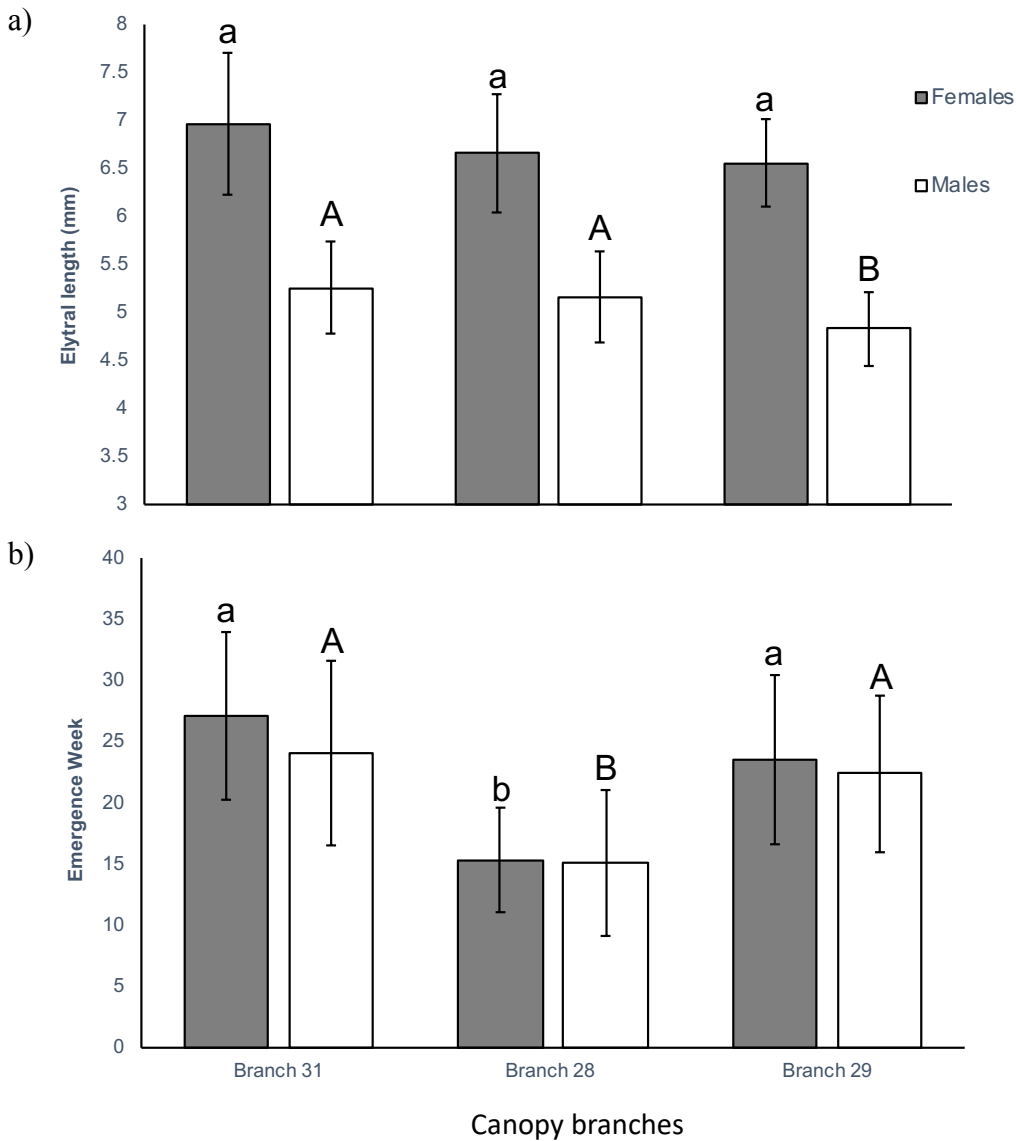 a)
8
7.5
7
6.5
6
5.5
5
4.5
4
3.5
3
Elytral length (mm)
a
A
a
A
a
B
Females
Males
b)
40
35
30
25
20
15
10
5
0
Emergence Week
a
A
b
B
a
A
Branch 31
Branch 28
Branch 29
Canopy branches